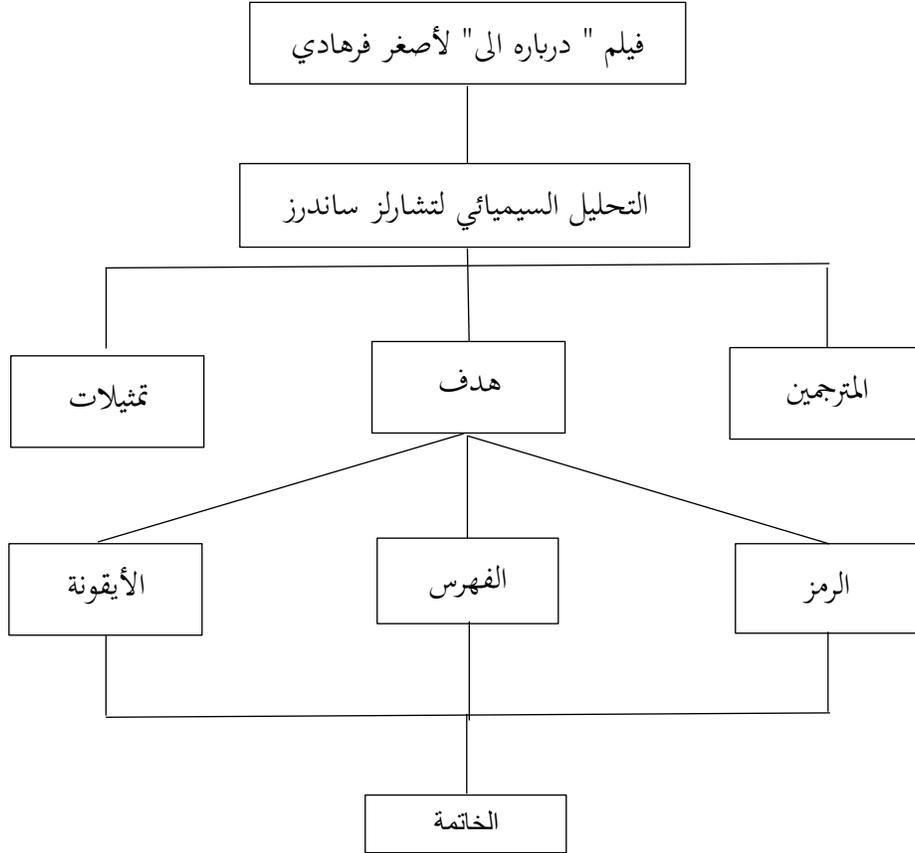 فيلم " درباره الى" لأصغر فرهادي
التحليل السيميائي لتشارلز ساندرز
المترجمين
هدف
تمثيلات
الرمز
الفهرس
الأيقونة
الخاتمة